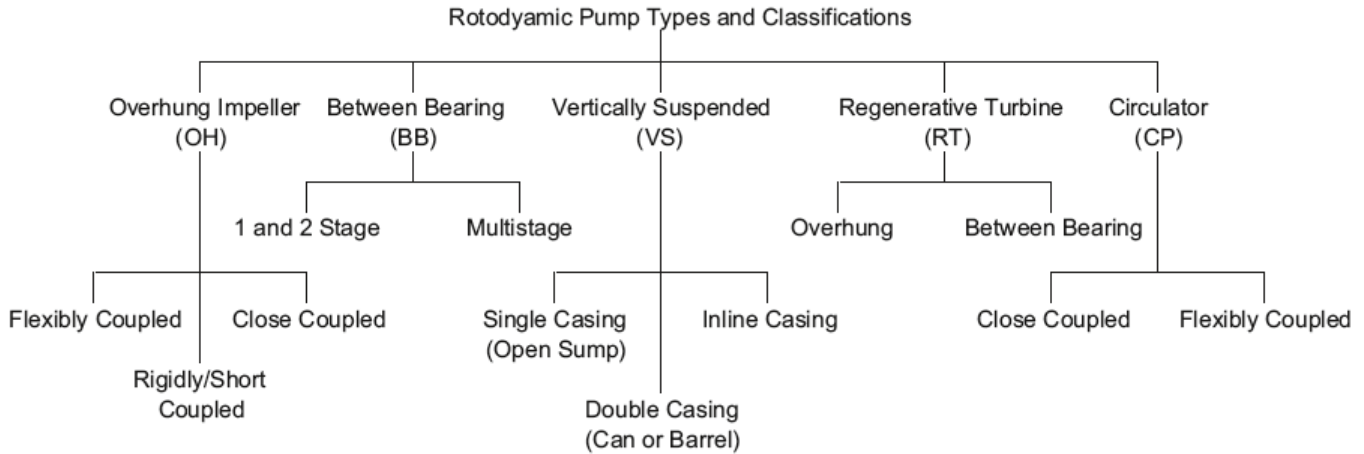 Rotodyamic Pump Types and Classifications
Overhung Impeller
(OH)
Between Bearing
(BB)
Vertically Suspended
(VS)
Regenerative Turbine
(RT)
Circulator
(CP)
1 and 2 Stage
Multistage
Overhung
Between Bearing
Flexibly Coupled
Close Coupled
Single Casing
(Open Sump)
Inline Casing
Close Coupled
Flexibly Coupled
Rigidly/Short
Coupled
Double Casing
(Can or Barrel)